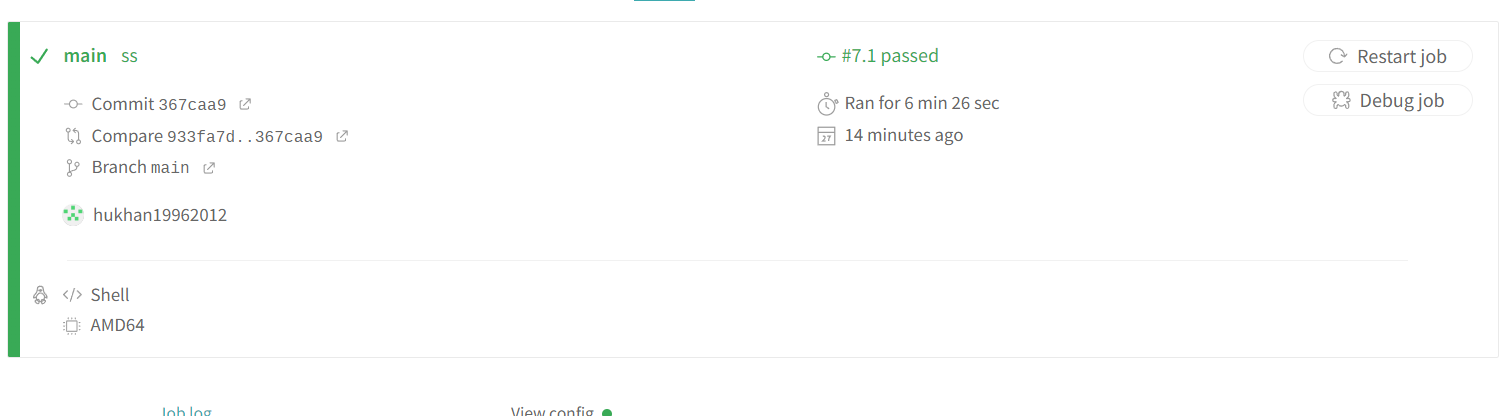 main ss
#7.1 passed
Restart job
Commit 367caa9
Ran for 6 min 26 sec
Debug job
Compare 933fa7d..367caa9
27
14 minutes ago
Branch main
hukhan19962012
</> Shell
AMD64
Job log
View config